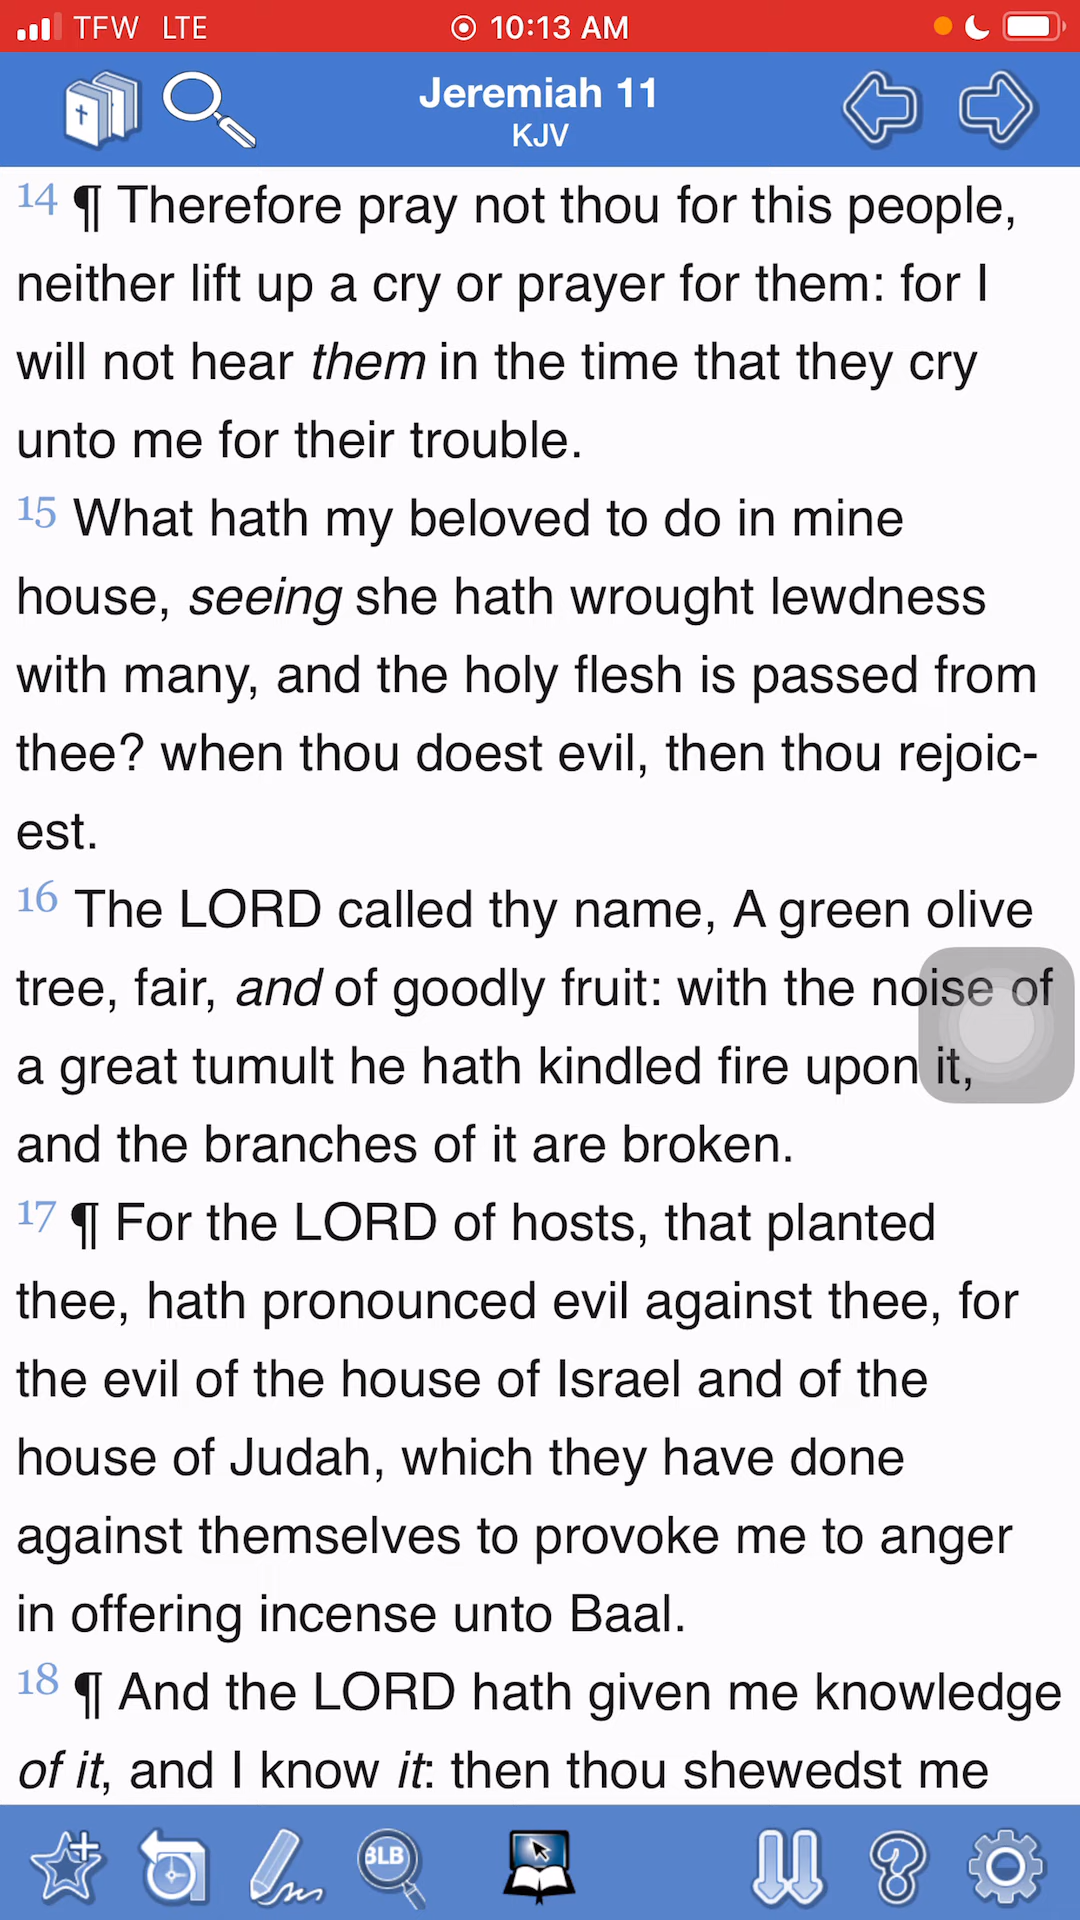 TFW LTE 10:13 AM
Jeremiah 11
KJV
14 ¶ Therefore pray not thou for this people,
neither lift up a cry or prayer for them: for I
will not hear them in the time that they cry
unto me for their trouble.
15 What hath my beloved to do in mine
house, seeing she hath wrought lewdness
with many, and the holy flesh is passed from
thee? when thou doest evil, then thou rejoic-
est.
16 The LORD called thy name, A green olive
tree, fair, and of goodly fruit: with the noise of
a great tumult he hath kindled fire upon it,
and the branches of it are broken.
17 ¶ For the LORD of hosts, that planted
thee, hath pronounced evil against thee, for
the evil of the house of Israel and of the
house of Judah, which they have done
against themselves to provoke me to anger
in offering incense unto Baal.
18 ¶ And the LORD hath given me knowledge
of it, and I know it: then thou shewedst me
BLB